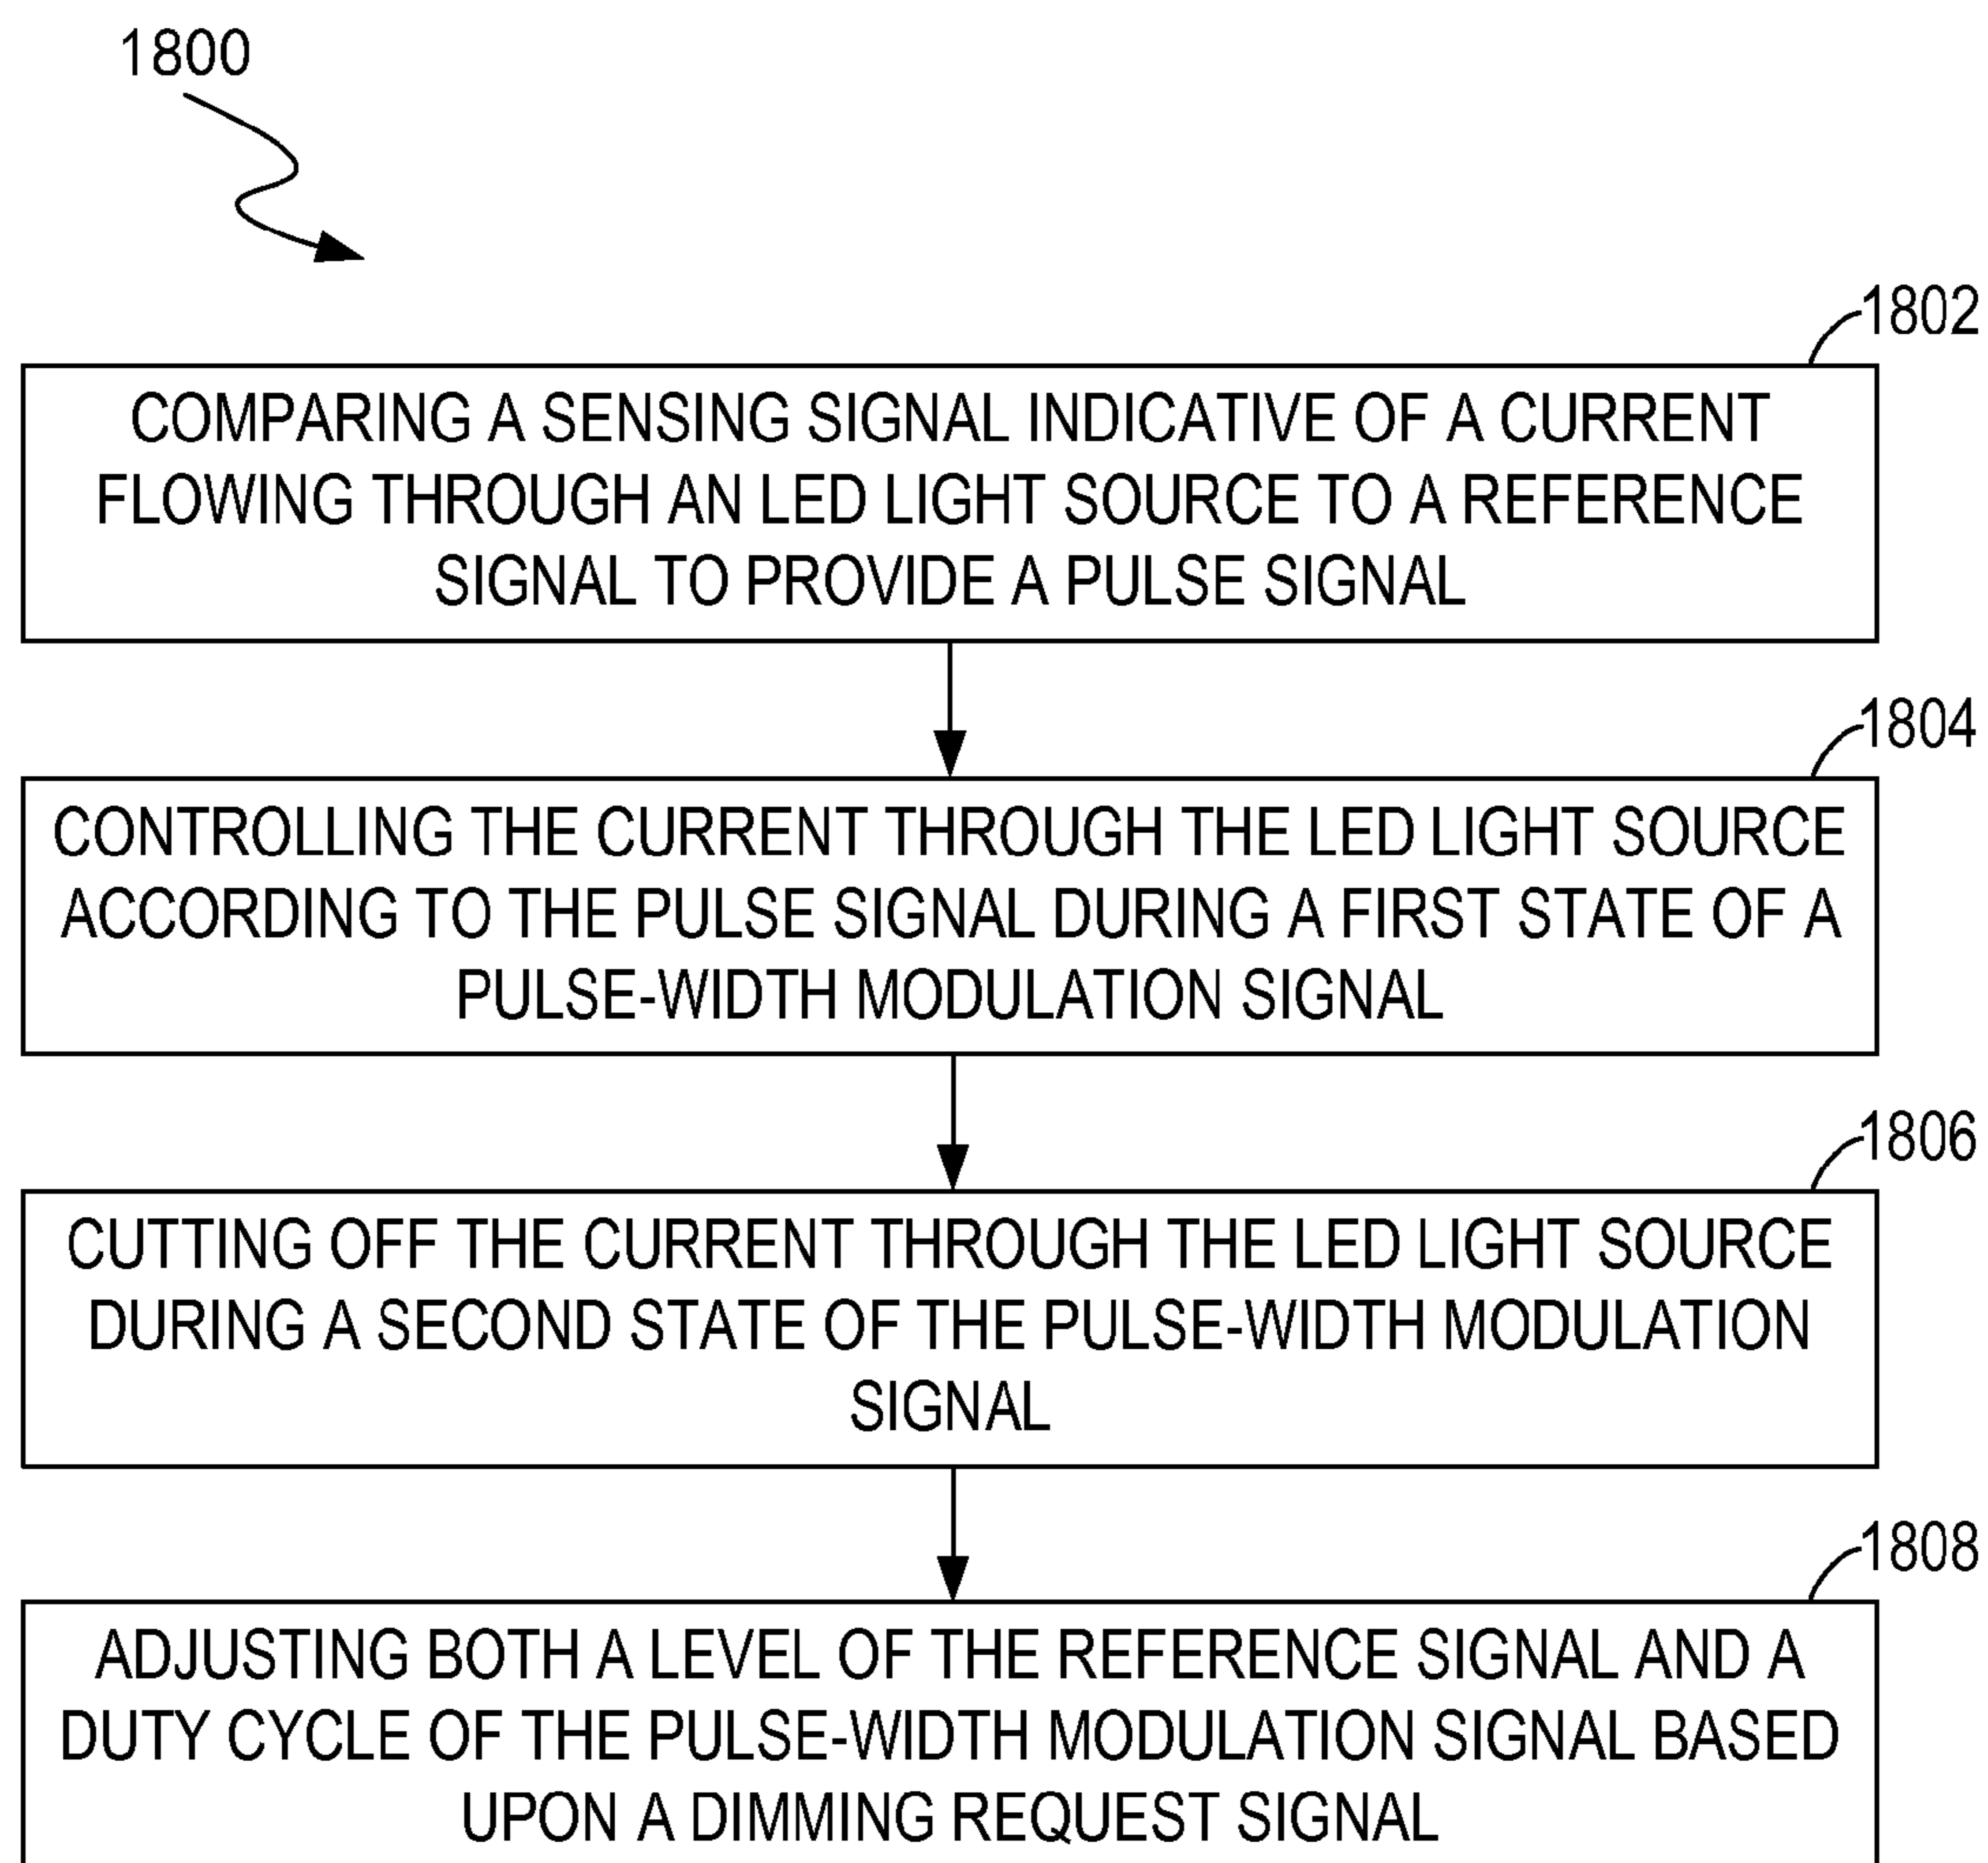 1800
1802
COMPARING A SENSING SIGNAL INDICATIVE OF A CURRENT
FLOWING THROUGH AN LED LIGHT SOURCE TO A REFERENCE
SIGNAL TO PROVIDE A PULSE SIGNAL
1804
CONTROLLING THE CURRENT THROUGH THE LED LIGHT SOURCE
ACCORDING TO THE PULSE SIGNAL DURING A FIRST STATE OF A
PULSE-WIDTH MODULATION SIGNAL
1806
CUTTING OFF THE CURRENT THROUGH THE LED LIGHT SOURCE
DURING A SECOND STATE OF THE PULSE-WIDTH MODULATION
SIGNAL
1808
ADJUSTING BOTH A LEVEL OF THE REFERENCE SIGNAL AND A
DUTY CYCLE OF THE PULSE-WIDTH MODULATION SIGNAL BASED
UPON A DIMMING REQUEST SIGNAL